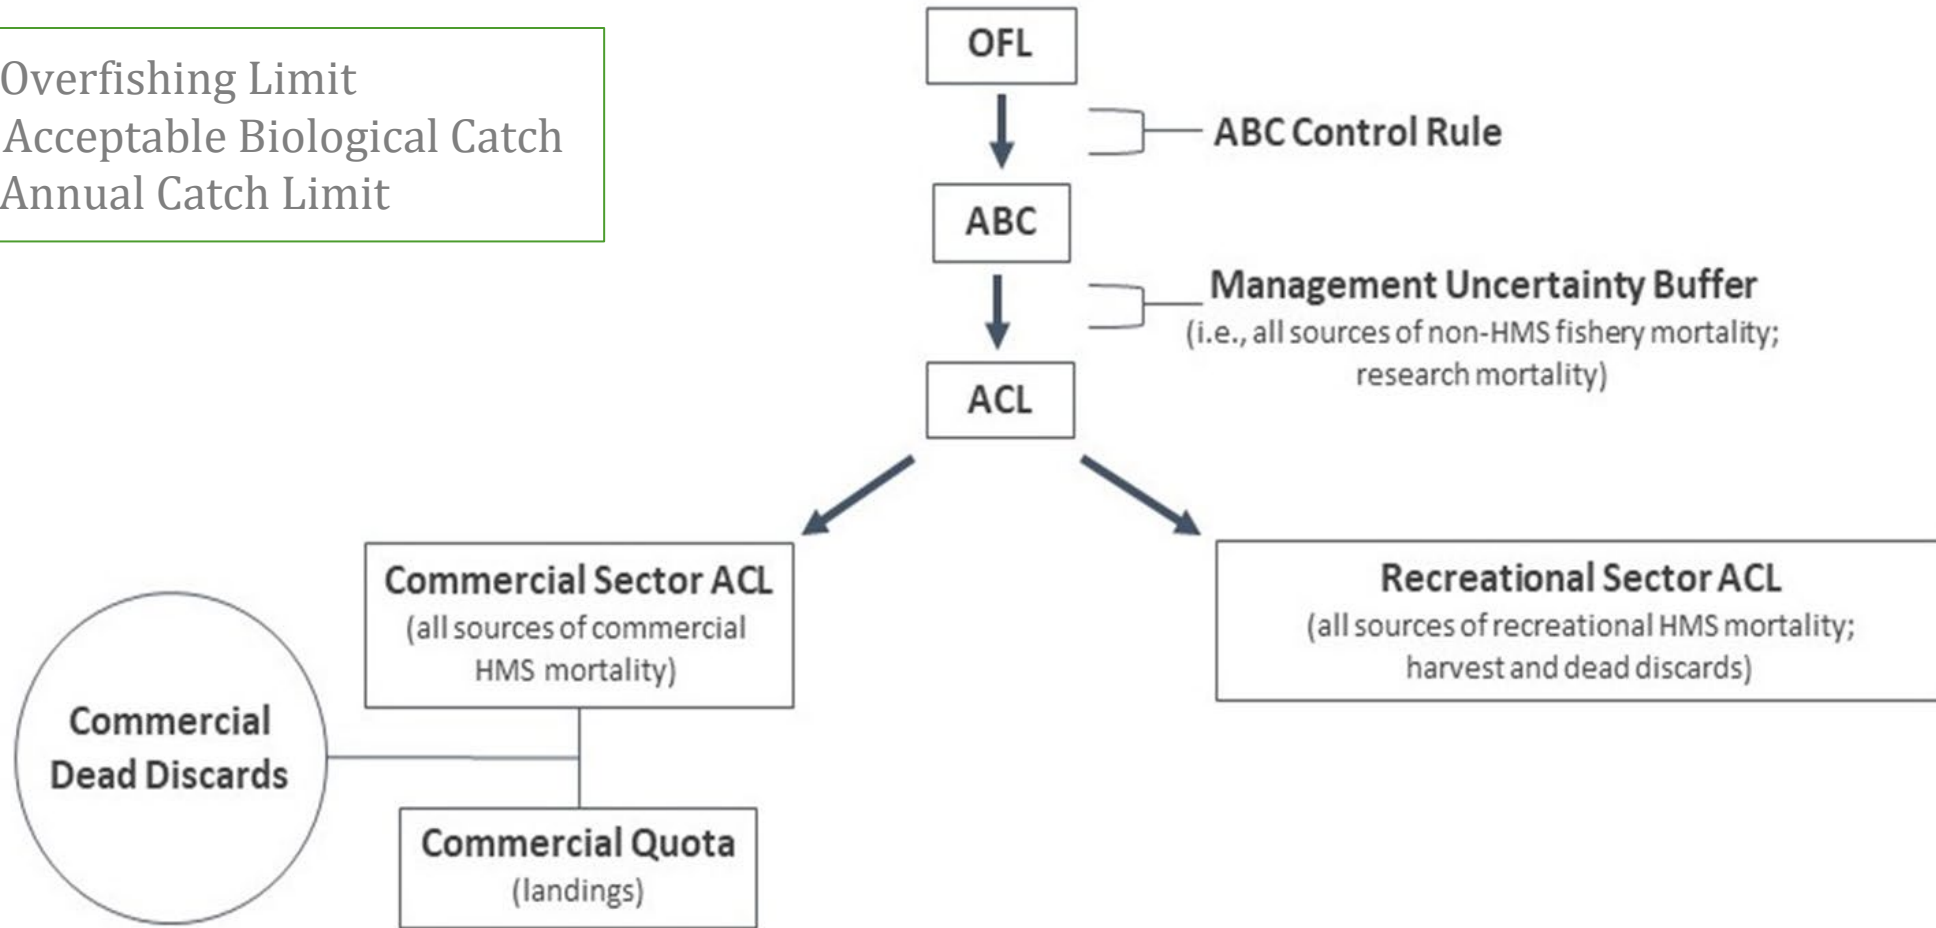 Overfishing Limit
Acceptable Biological Catch
Annual Catch Limit
OFL
ABC Control Rule
ABC
Management Uncertainty Buffer
(i.e., all sources of non-HMS fishery mortality;
research mortality)
ACL
Commercial Sector ACL
(all sources of commercial
HMS mortality)
Recreational Sector ACL
(all sources of recreational HMS mortality;
harvest and dead discards)
Commercial
Dead Discards
Commercial Quota
(landings)